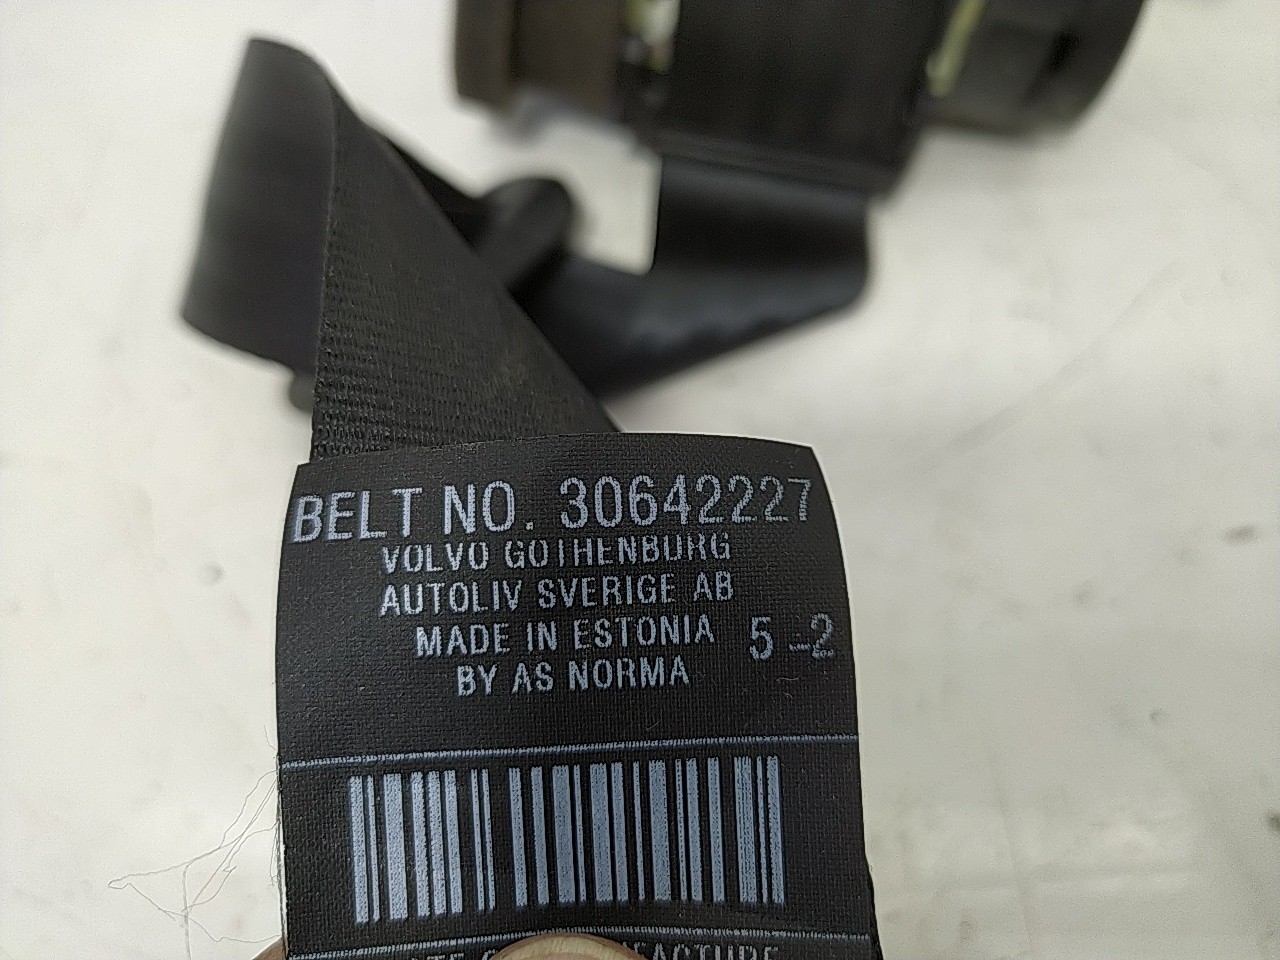 BELT NO. 30642227
VOLVO GOTHENBURG
AUTOLIV SVERIGE AB
MADE IN ESTONIA 5-2
BY AS NORMA